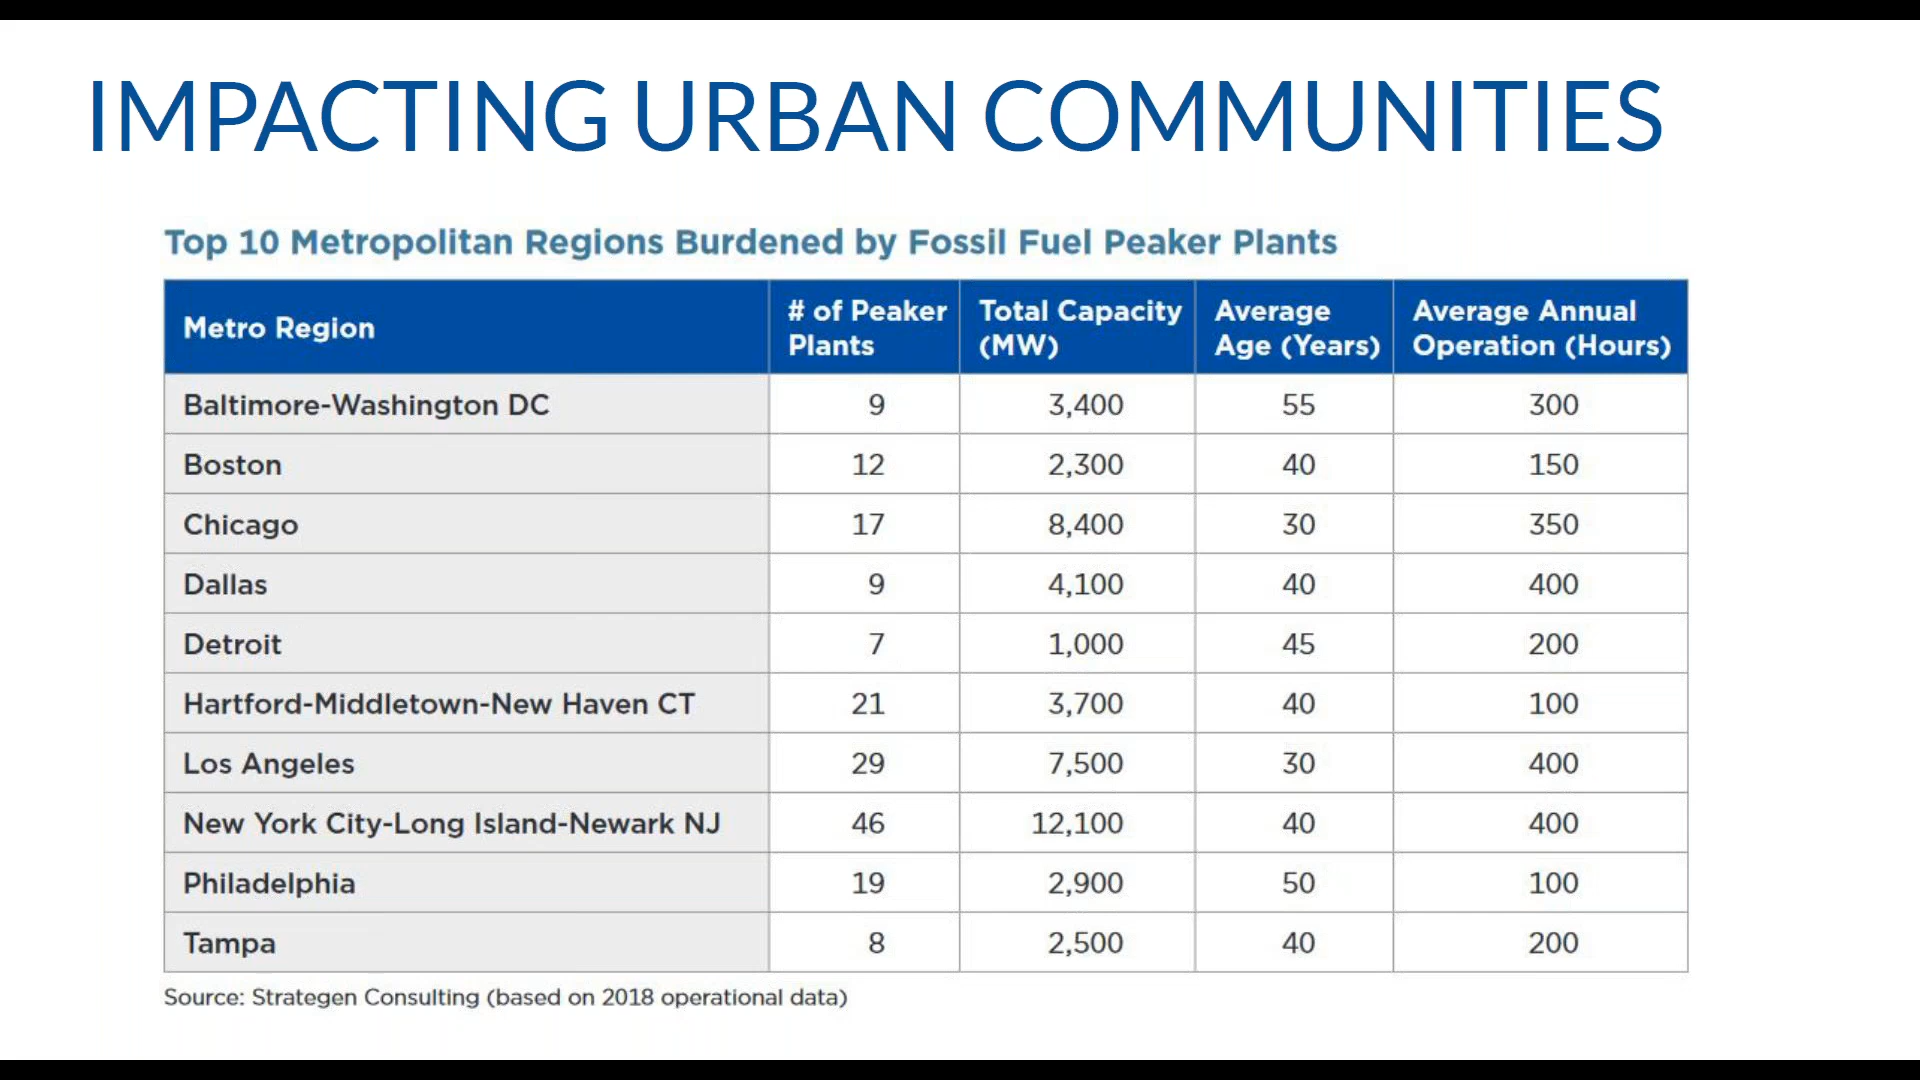 IMPACTING URBAN COMMUNITIES
Top 10 Metropolitan Regions Burdened by Fossil Fuel Peaker Plants
Metro Region # of Peaker Plants Total Capacity (MW) Average Age (Years) Average Annual Operation (Hours)
Baltimore-Washington DC 9 3,400 55 300
Boston 12 2,300 40 150
Chicago 17 8,400 30 350
Dallas 9 4,100 40 400
Detroit 7 1,000 45 200
Hartford-Middletown-New Haven CT 21 3,700 40 100
Los Angeles 29 7,500 30 400
New York City-Long Island-Newark NJ 46 12,100 40 400
Philadelphia 19 2,900 50 100
Tampa 8 2,500 40 200
Source: Strategen Consulting (based on 2018 operational data)